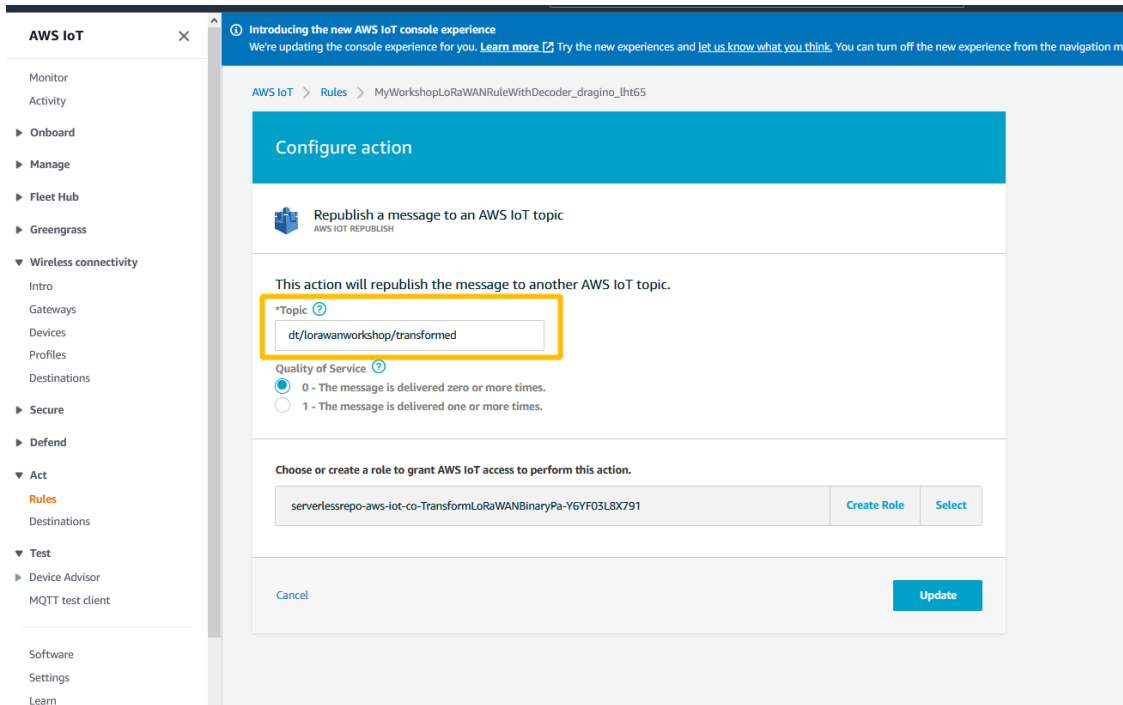 AWS IoT
Monitor
Activity
Onboard
Manage
Fleet Hub
Greengrass
Wireless connectivity
Intro
Gateways
Devices
Profiles
Destinations
Secure
Defend
Act
Rules
Destinations
Test
Device Advisor
MQTT test client
Software
Settings
Learn
Introducing the new AWS IoT console experience
We're updating the console experience for you. Learn more Try the new experiences and let us know what you think. You can turn off the new experience from the navigation m
AWS IoT > Rules > MyWorkshopLoRaWANRuleWithDecoder_dragino_lht65
Configure action
Republish a message to an AWS IoT topic
AWS IOT REPUBLISH
This action will republish the message to another AWS IoT topic.
*Topic ?
dt/lorawanworkshop/transformed
Quality of Service ?
0 - The message is delivered zero or more times.
1 - The message is delivered one or more times.
Choose or create a role to grant AWS IoT access to perform this action.
serverlessrepo-aws-iot-co-TransformLoRaWANBinaryPa-Y6YF03L8X791 Create Role Select
Cancel Update